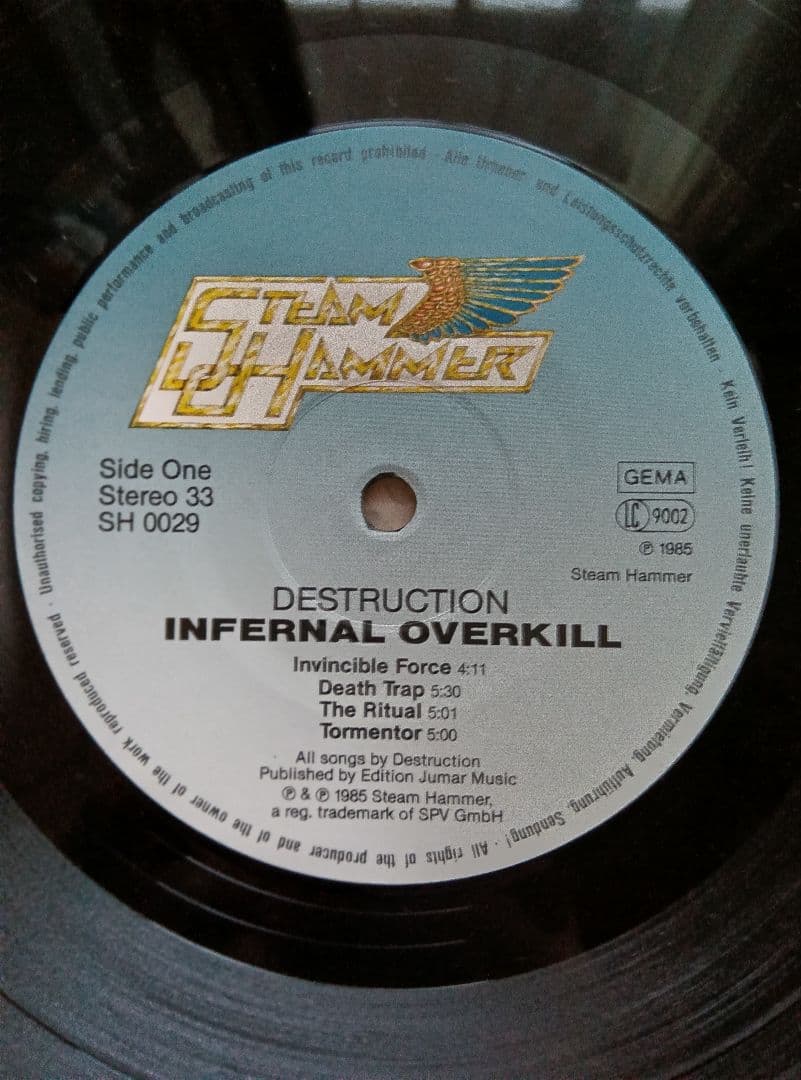 STEAM
HAMMER
Side One
Stereo 33
SH 0029
GEMA
LC 9002
℗ 1985
Steam Hammer
DESTRUCTION
INFERNAL OVERKILL
Invincible Force 4:11
Death Trap 5:30
The Ritual 5:01
Tormentor 5:00
All songs by Destruction
Published by Edition Jumar Music
℗ & ℗ 1985 Steam Hammer,
a reg. trademark of SPV GmbH
Alle Urheber und Leistungsschutzrechte vorbehalten · Kein Verleih! Keine unerlaubte Vervielfältigung, Vermietung, Aufführung, Sendung! · All rights of the producer and of the owner of the work reproduced reserved · Unauthorised copying, hiring, lending, public performance and broadcasting of this record prohibited ·